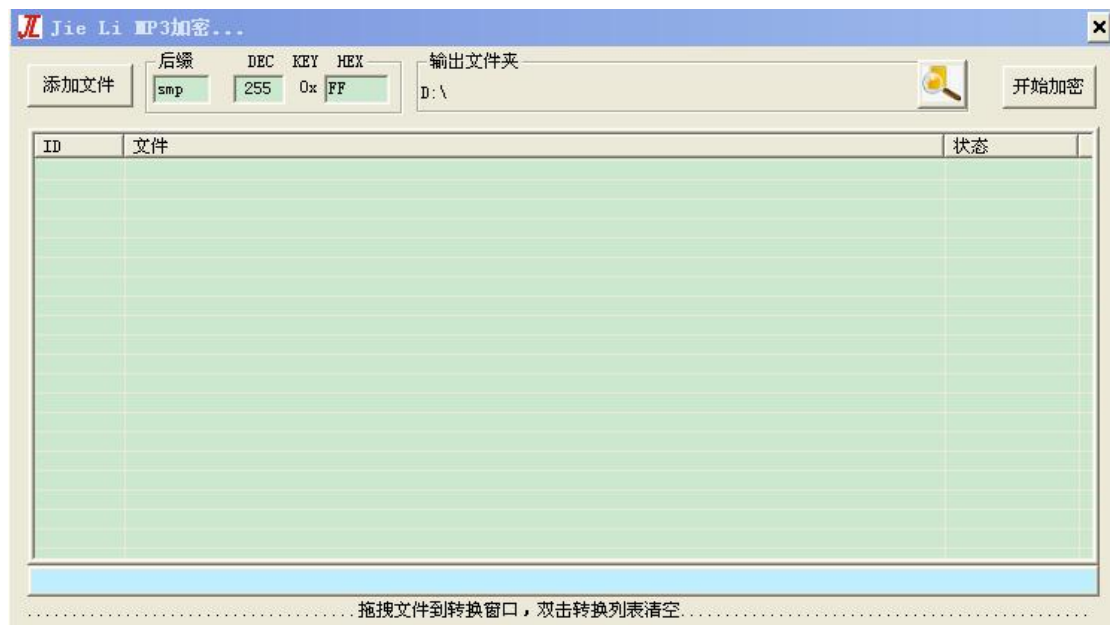 JL Jie Li MP3加密...
添加文件
后缀 DEC KEY HEX
smp 255 0x FF
输出文件夹
D:\
开始加密
ID 文件 状态
....................................拖拽文件到转换窗口，双击转换列表清空..............................................